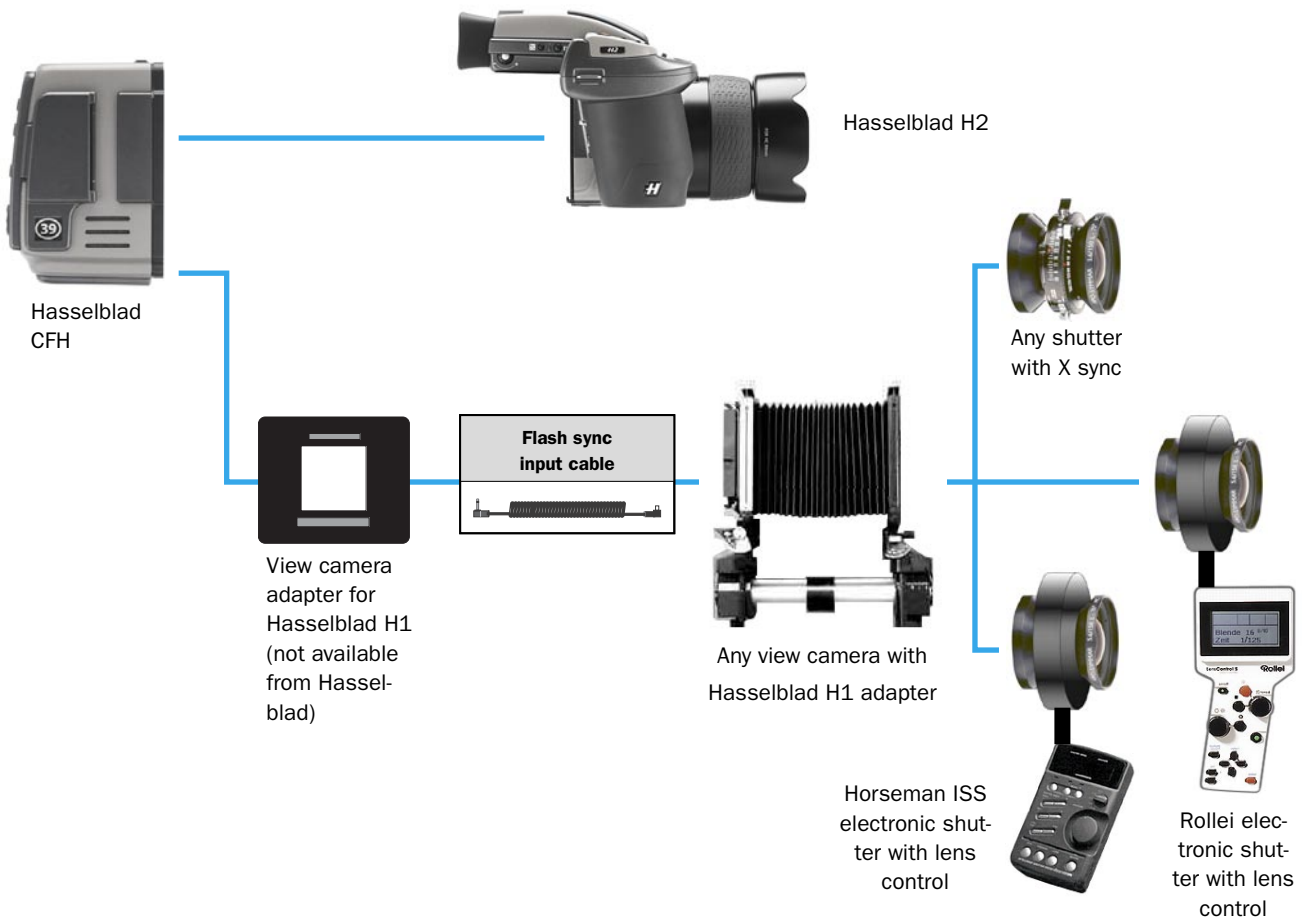 H2
Hasselblad H2
H
39
Hasselblad
CFH
Any shutter
with X sync
Flash sync
input cable
View camera
adapter for
Hasselblad H1
(not available
from Hassel-
blad)
Any view camera with
Hasselblad H1 adapter
Blende 16
Zeit 1/125
LensControl S
Rollei
Horseman ISS
electronic shut-
ter with lens
control
Rollei elec-
tronic shut-
ter with lens
control